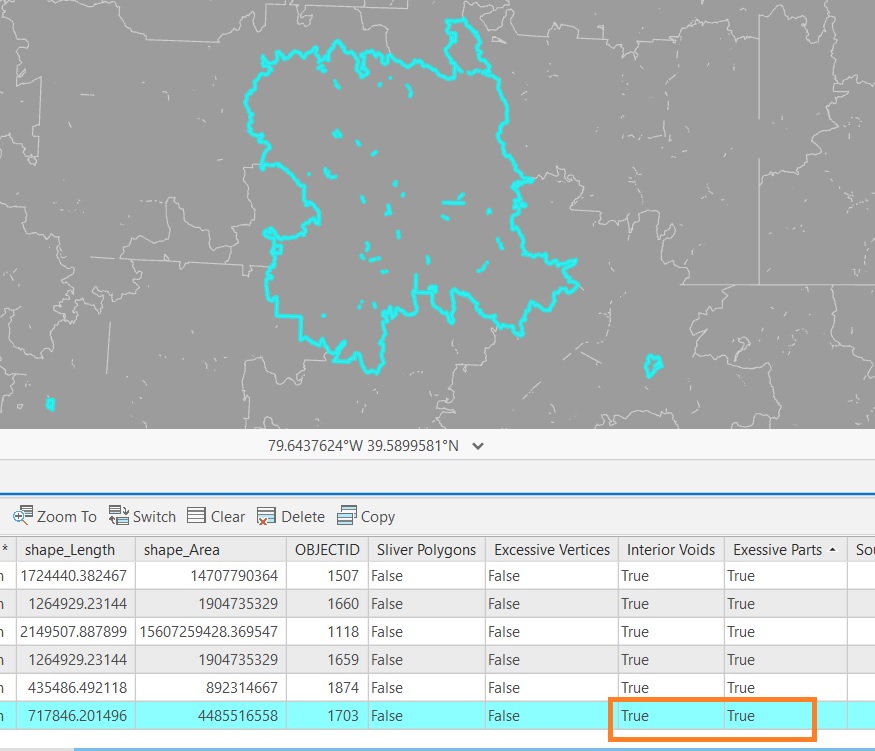 79.6437624°W 39.5899581°N
Zoom To Switch Clear Delete Copy
* shape_Length shape_Area OBJECTID Sliver Polygons Excessive Vertices Interior Voids Exessive Parts Sou
n 1724440.382467 14707790364 1507 False False True True
n 1264929.23144 1904735329 1660 False False True True
n 2149507.887899 15607259428.369547 1118 False False True True
n 1264929.23144 1904735329 1659 False False True True
n 435486.492118 892314667 1874 False False True True
n 717846.201496 4485516558 1703 False False True True